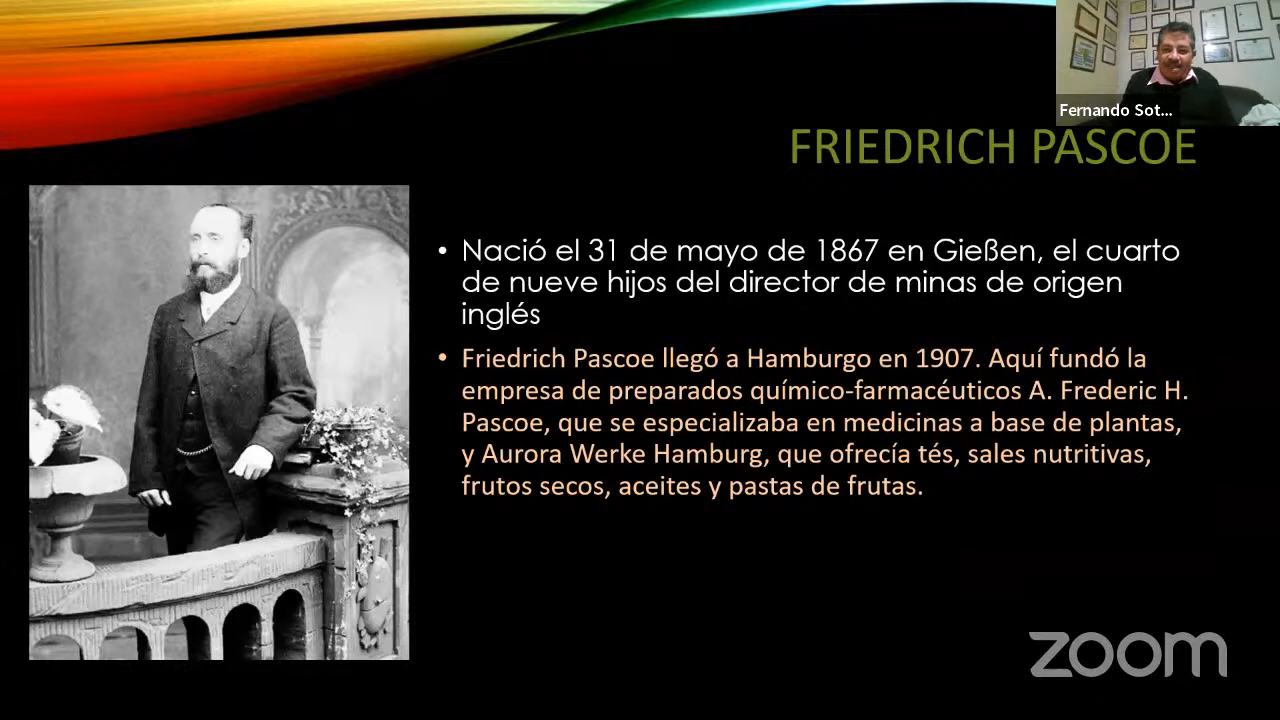 Fernando Sot...
FRIEDRICH PASCOE
• Nació el 31 de mayo de 1867 en Gießen, el cuarto
de nueve hijos del director de minas de origen
inglés
• Friedrich Pascoe llegó a Hamburgo en 1907. Aquí fundó la
empresa de preparados químico-farmacéuticos A. Frederic H.
Pascoe, que se especializaba en medicinas a base de plantas,
y Aurora Werke Hamburg, que ofrecía tés, sales nutritivas,
frutos secos, aceites y pastas de frutas.
zoom